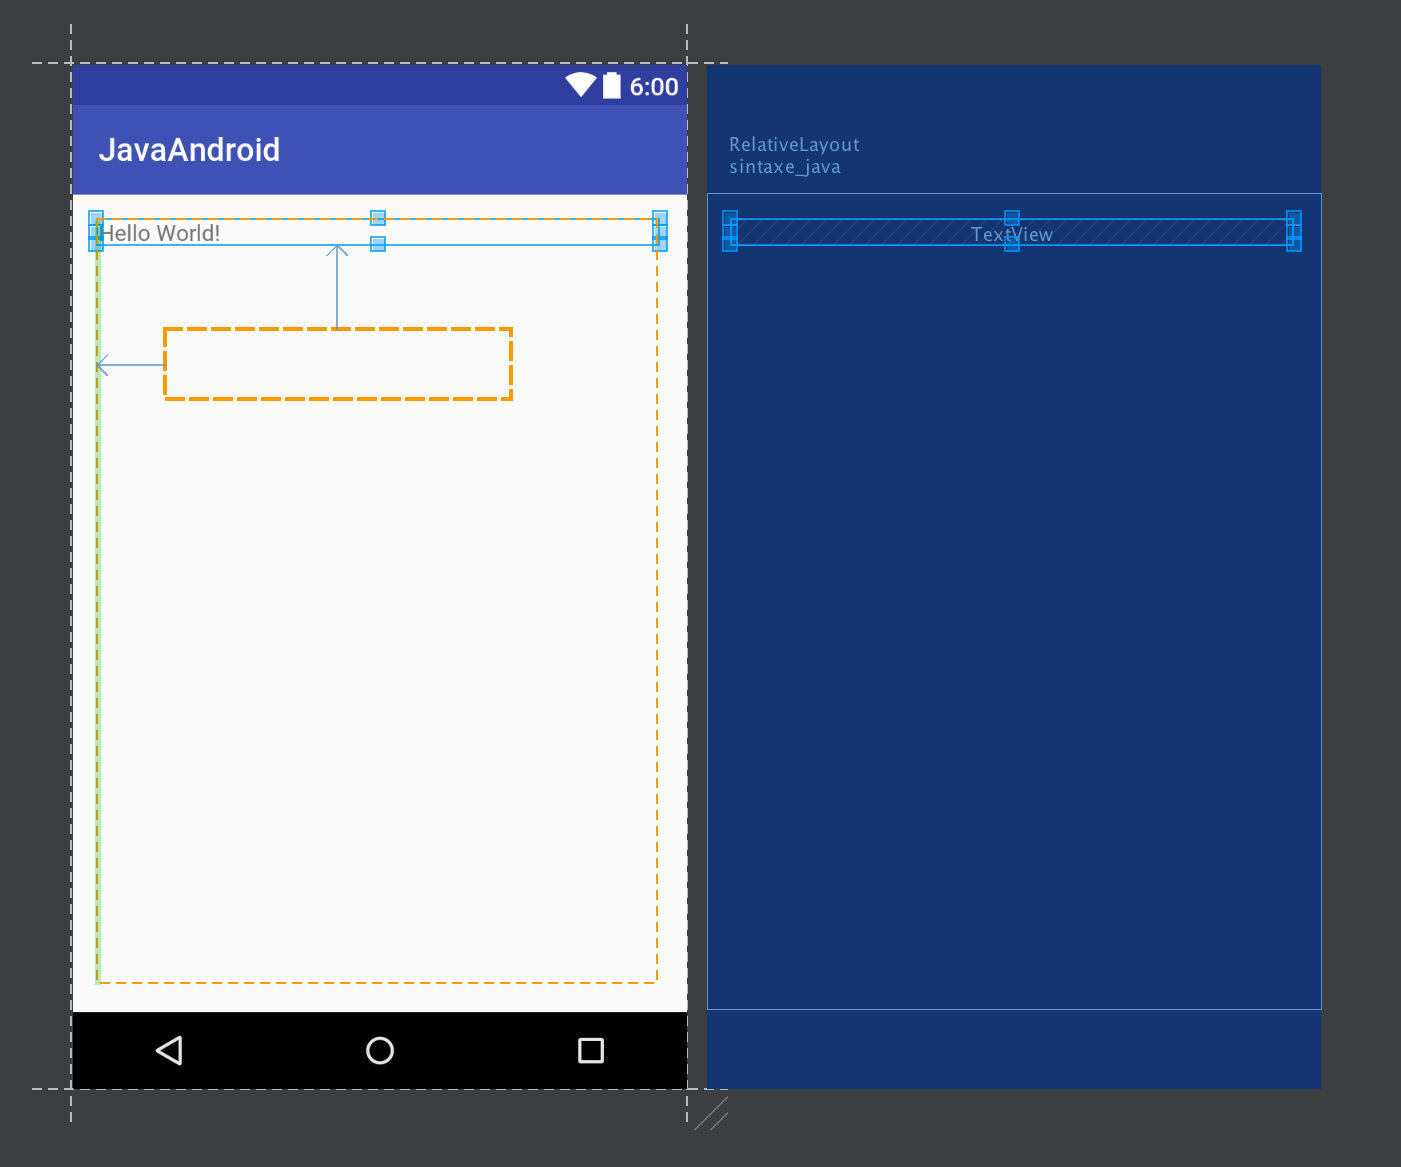 6:00
JavaAndroid
Hello World!
RelativeLayout
sintaxe_java
TextView